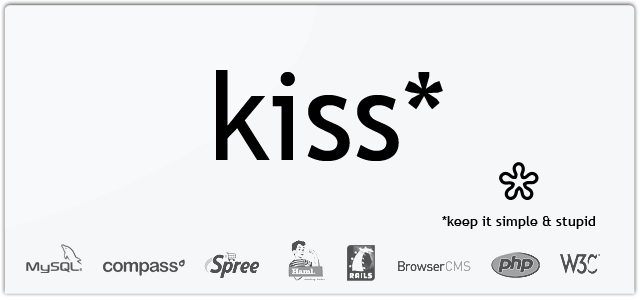 kiss*
*keep it simple & stupid
MySQL
compass
Spree
Haml
RAILS
BrowserCMS
php
W3C